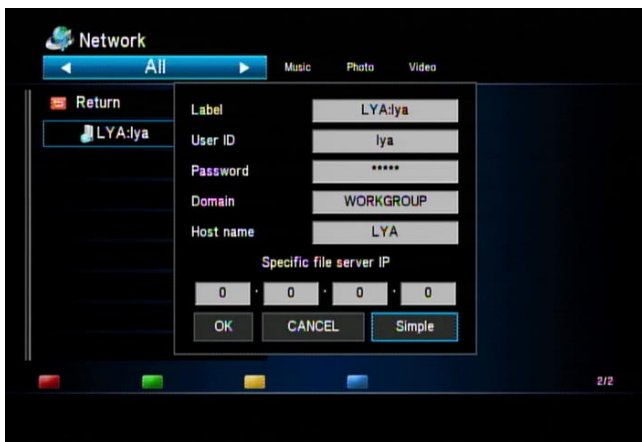 Network
All Music Photo Video
Return
LYA:lya
Label LYA:lya
User ID lya
Password *****
Domain WORKGROUP
Host name LYA
Specific file server IP
0 . 0 . 0 . 0
OK CANCEL Simple
2/2